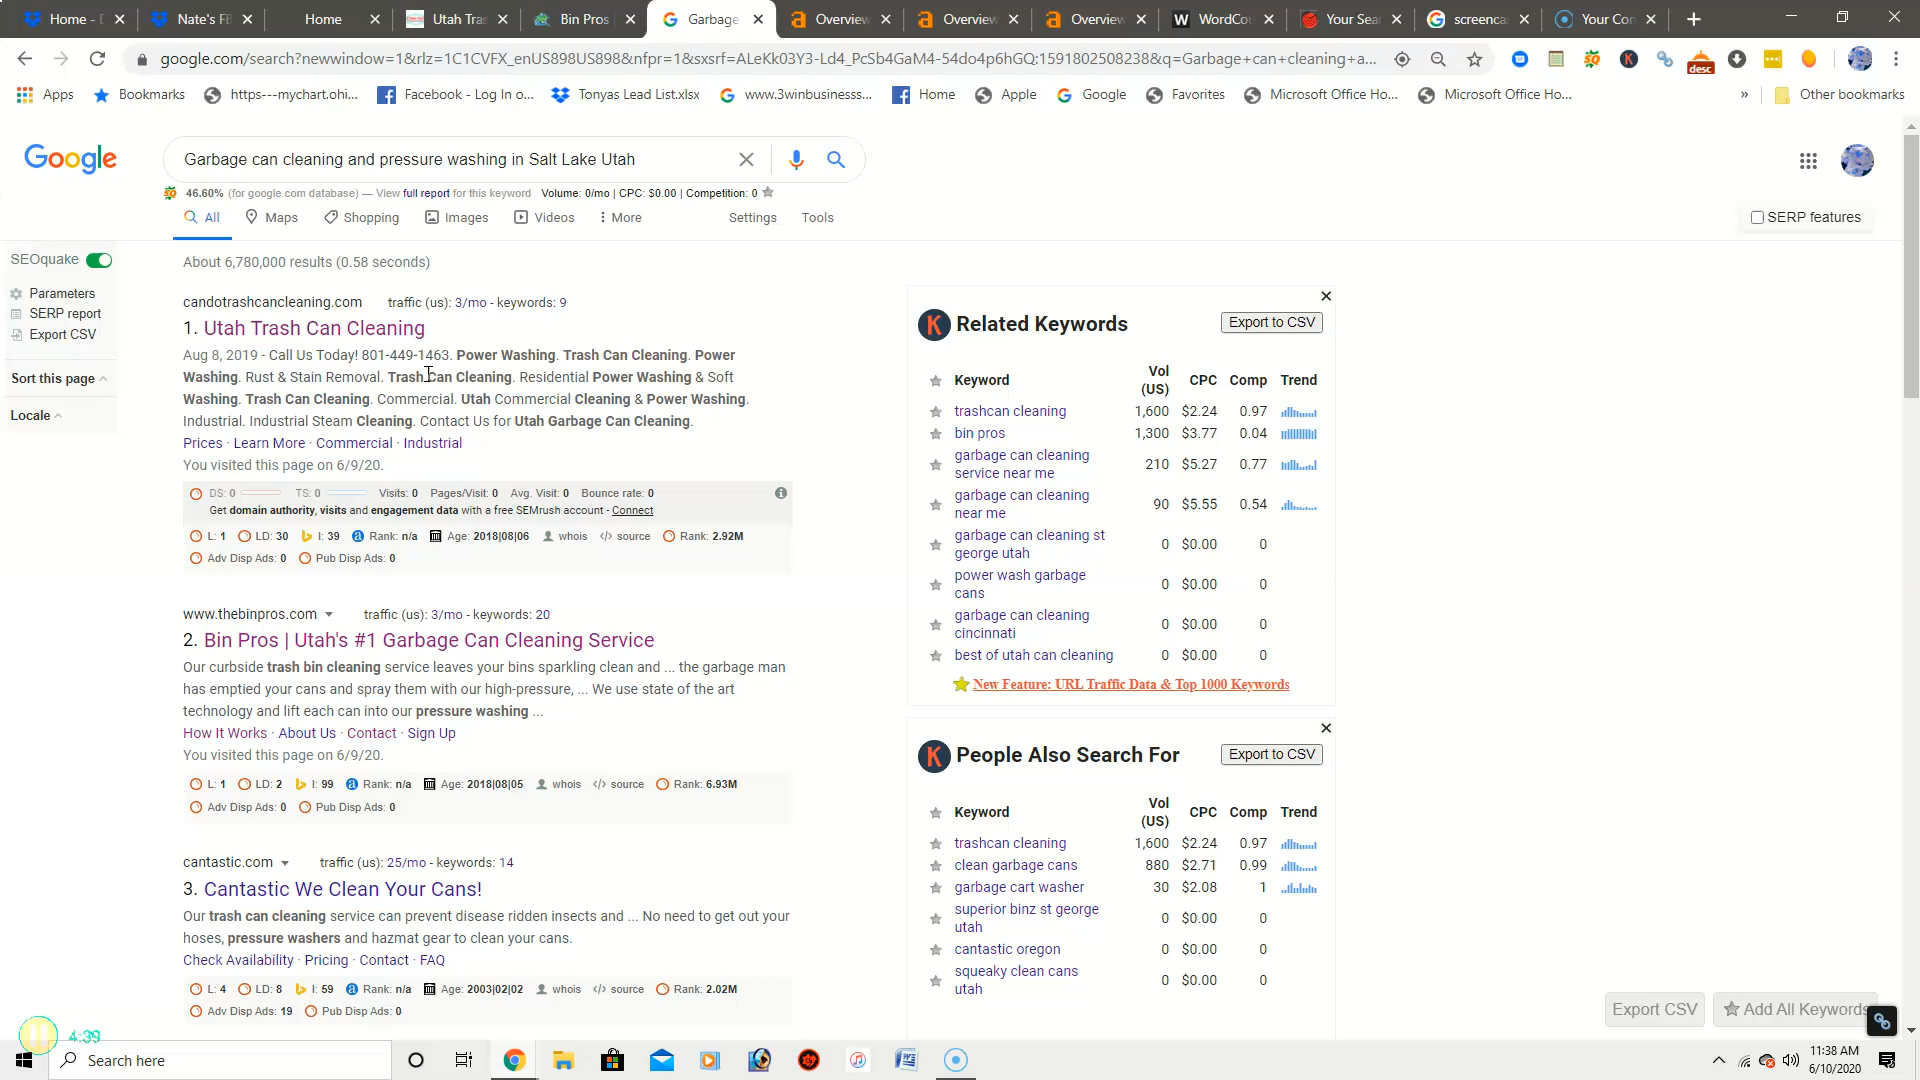 Home - D
Nate's FB
Home
Utah Tras
Bin Pros |
Garbage
Overview
Overview
Overview
WordCou
Your Sear
screencas
Your Con
google.com/search?newwindow=1&rlz=1C1CVFX_enUS898US898&nfpr=1&sxsrf=ALeKk03Y3-Ld4_PcSb4GaM4-54do4p6hGQ:1591802508238&q=Garbage+can+cleaning+a...
desc
Apps Bookmarks https---mychart.ohi... Facebook - Log In o... Tonyas Lead List.xlsx www.3winbusinesss... Home Apple Google Favorites Microsoft Office Ho... Microsoft Office Ho... » Other bookmarks
Google
Garbage can cleaning and pressure washing in Salt Lake Utah
46.60% (for google.com database) — View full report for this keyword Volume: 0/mo | CPC: $0.00 | Competition: 0
All Maps Shopping Images Videos More Settings Tools
SERP features
SEOquake
Parameters
SERP report
Export CSV
Sort this page
Locale
About 6,780,000 results (0.58 seconds)
candotrashcancleaning.com traffic (us): 3/mo - keywords: 9
1. Utah Trash Can Cleaning
Aug 8, 2019 - Call Us Today! 801-449-1463. Power Washing. Trash Can Cleaning. Power
Washing. Rust & Stain Removal. Trash Can Cleaning. Residential Power Washing & Soft
Washing. Trash Can Cleaning. Commercial. Utah Commercial Cleaning & Power Washing.
Industrial. Industrial Steam Cleaning. Contact Us for Utah Garbage Can Cleaning.
Prices · Learn More · Commercial · Industrial
You visited this page on 6/9/20.
DS: 0 TS: 0 Visits: 0 Pages/Visit: 0 Avg. Visit: 0 Bounce rate: 0
Get domain authority, visits and engagement data with a free SEMrush account - Connect
L: 1 LD: 30 I: 39 Rank: n/a Age: 2018|08|06 whois </> source Rank: 2.92M
Adv Disp Ads: 0 Pub Disp Ads: 0
www.thebinpros.com traffic (us): 3/mo - keywords: 20
2. Bin Pros | Utah's #1 Garbage Can Cleaning Service
Our curbside trash bin cleaning service leaves your bins sparkling clean and ... the garbage man
has emptied your cans and spray them with our high-pressure, ... We use state of the art
technology and lift each can into our pressure washing ...
How It Works · About Us · Contact · Sign Up
You visited this page on 6/9/20.
L: 1 LD: 2 I: 99 Rank: n/a Age: 2018|08|05 whois </> source Rank: 6.93M
Adv Disp Ads: 0 Pub Disp Ads: 0
cantastic.com traffic (us): 25/mo - keywords: 14
3. Cantastic We Clean Your Cans!
Our trash can cleaning service can prevent disease ridden insects and ... No need to get out your
hoses, pressure washers and hazmat gear to clean your cans.
Check Availability · Pricing · Contact · FAQ
L: 4 LD: 8 I: 59 Rank: n/a Age: 2003|02|02 whois </> source Rank: 2.02M
Adv Disp Ads: 19 Pub Disp Ads: 0
K Related Keywords Export to CSV
Keyword Vol (US) CPC Comp Trend
trashcan cleaning 1,600 $2.24 0.97
bin pros 1,300 $3.77 0.04
garbage can cleaning
service near me 210 $5.27 0.77
garbage can cleaning
near me 90 $5.55 0.54
garbage can cleaning st
george utah 0 $0.00 0
power wash garbage
cans 0 $0.00 0
garbage can cleaning
cincinnati 0 $0.00 0
best of utah can cleaning 0 $0.00 0
New Feature: URL Traffic Data & Top 1000 Keywords
K People Also Search For Export to CSV
Keyword Vol (US) CPC Comp Trend
trashcan cleaning 1,600 $2.24 0.97
clean garbage cans 880 $2.71 0.99
garbage cart washer 30 $2.08 1
superior binz st george
utah 0 $0.00 0
cantastic oregon 0 $0.00 0
squeaky clean cans
utah 0 $0.00 0
Export CSV Add All Keywords
4:39
Search here
11:38 AM
6/10/2020